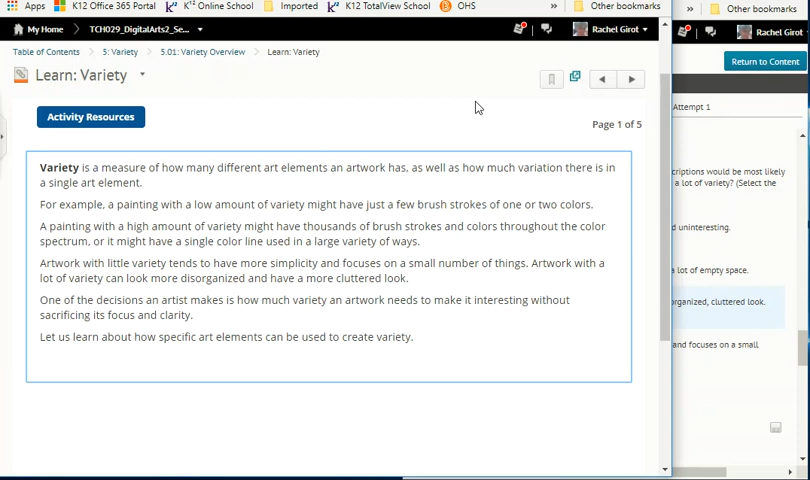 Apps K12 Office 365 Portal K¹² Online School Imported K12 TotalView School OHS » Other bookmarks
» Other bookmarks
My Home TCH029_DigitalArts2_Se... Rachel Girot
Rachel Girot
Table of Contents > 5: Variety > 5.01: Variety Overview > Learn: Variety
Return to Content
Learn: Variety
Attempt 1
Activity Resources
Page 1 of 5
Variety is a measure of how many different art elements an artwork has, as well as how much variation there is in
a single art element.
For example, a painting with a low amount of variety might have just a few brush strokes of one or two colors.
A painting with a high amount of variety might have thousands of brush strokes and colors throughout the color
spectrum, or it might have a single color line used in a large variety of ways.
Artwork with little variety tends to have more simplicity and focuses on a small number of things. Artwork with a
lot of variety can look more disorganized and have a more cluttered look.
One of the decisions an artist makes is how much variety an artwork needs to make it interesting without
sacrificing its focus and clarity.
Let us learn about how specific art elements can be used to create variety.
criptions would be most likely
a lot of variety? (Select the
d uninteresting.
a lot of empty space.
organized, cluttered look.
and focuses on a small